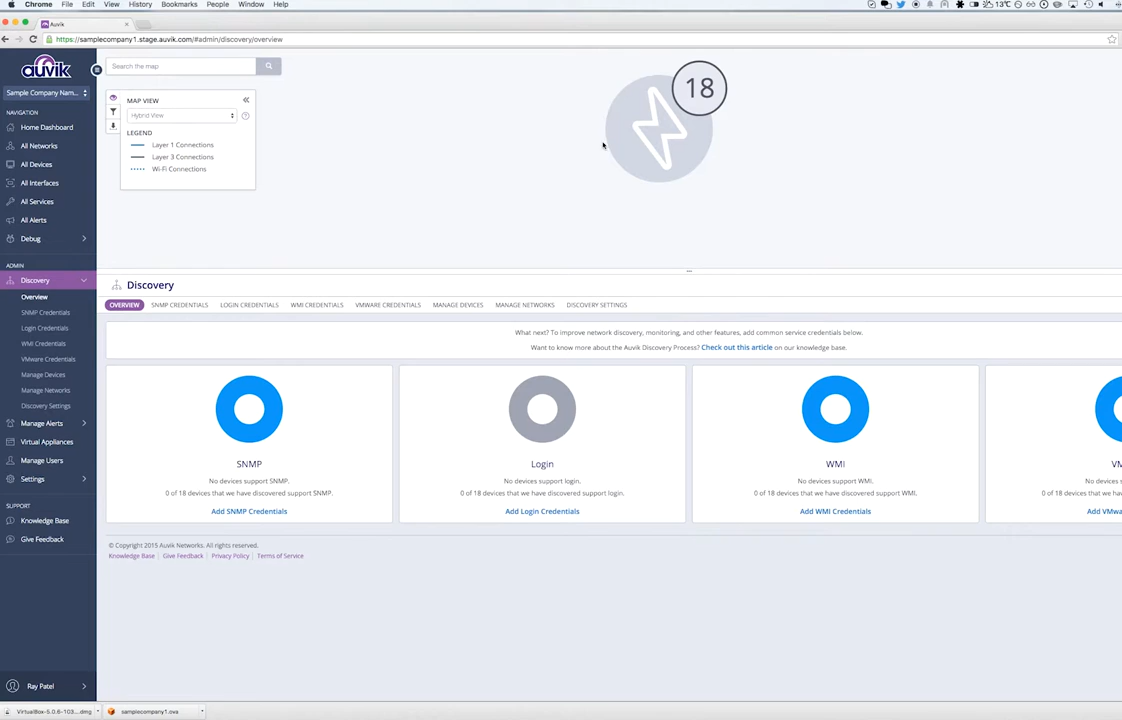 Chrome File Edit View History Bookmarks People Window Help
13°C
Auvik
https://samplecompany1.stage.auvik.com/#admin/discovery/overview
auvik
Sample Company Nam...
NAVIGATION
Home Dashboard
All Networks
All Devices
All Interfaces
All Services
All Alerts
Debug
ADMIN
Discovery
Overview
SNMP Credentials
Login Credentials
WMI Credentials
VMware Credentials
Manage Devices
Manage Networks
Discovery Settings
Manage Alerts
Virtual Appliances
Manage Users
Settings
SUPPORT
Knowledge Base
Give Feedback
Ray Patel
Search the map
MAP VIEW
Hybrid View
LEGEND
Layer 1 Connections
Layer 3 Connections
Wi-Fi Connections
18
Discovery
OVERVIEW SNMP CREDENTIALS LOGIN CREDENTIALS WMI CREDENTIALS VMWARE CREDENTIALS MANAGE DEVICES MANAGE NETWORKS DISCOVERY SETTINGS
What next? To improve network discovery, monitoring, and other features, add common service credentials below.
Want to know more about the Auvik Discovery Process? Check out this article on our knowledge base.
SNMP
No devices support SNMP.
0 of 18 devices that we have discovered support SNMP.
Add SNMP Credentials
Login
No devices support login.
0 of 18 devices that we have discovered support login.
Add Login Credentials
WMI
No devices support WMI.
0 of 18 devices that we have discovered support WMI.
Add WMI Credentials
VM
No devices
0 of 18 devices that we have
Add VMwa
© Copyright 2015 Auvik Networks. All rights reserved.
Knowledge Base Give Feedback Privacy Policy Terms of Service
VirtualBox-5.0.6-103....dmg
samplecompany1.ova